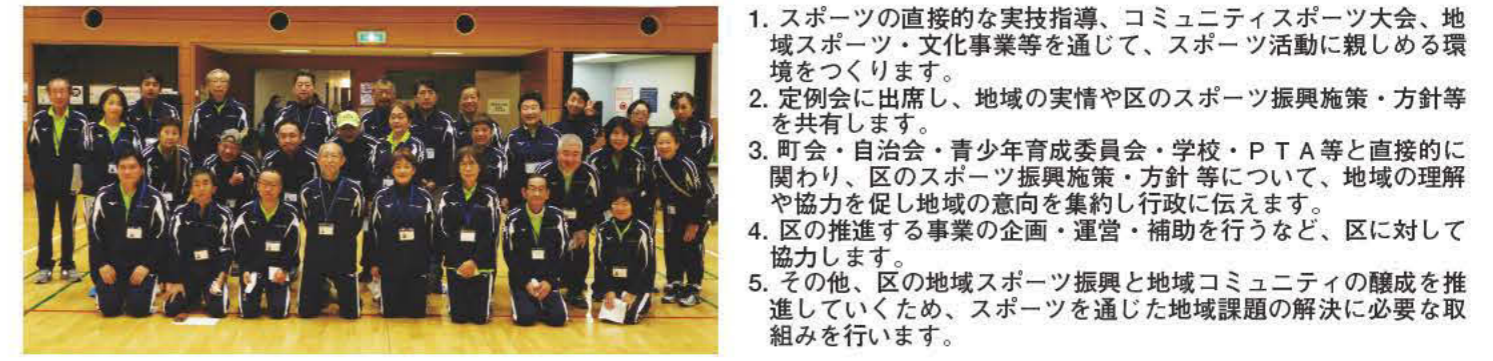 1. スポーツの直接的な実技指導、コミュニティスポーツ大会、地
域スポーツ・文化事業等を通じて、スポーツ活動に親しめる環
境をつくります。
2. 定例会に出席し、地域の実情や区のスポーツ振興施策・方針等
を共有します。
3. 町会・自治会・青少年育成委員会・学校・ＰＴＡ等と直接的に
関わり、区のスポーツ振興施策・方針 等について、地域の理解
や協力を促し地域の意向を集約し行政に伝えます。
4. 区の推進する事業の企画・運営・補助を行うなど、区に対して
協力します。
5. その他、区の地域スポーツ振興と地域コミュニティの醸成を推
進していくため、スポーツを通じた地域課題の解決に必要な取
組みを行います。